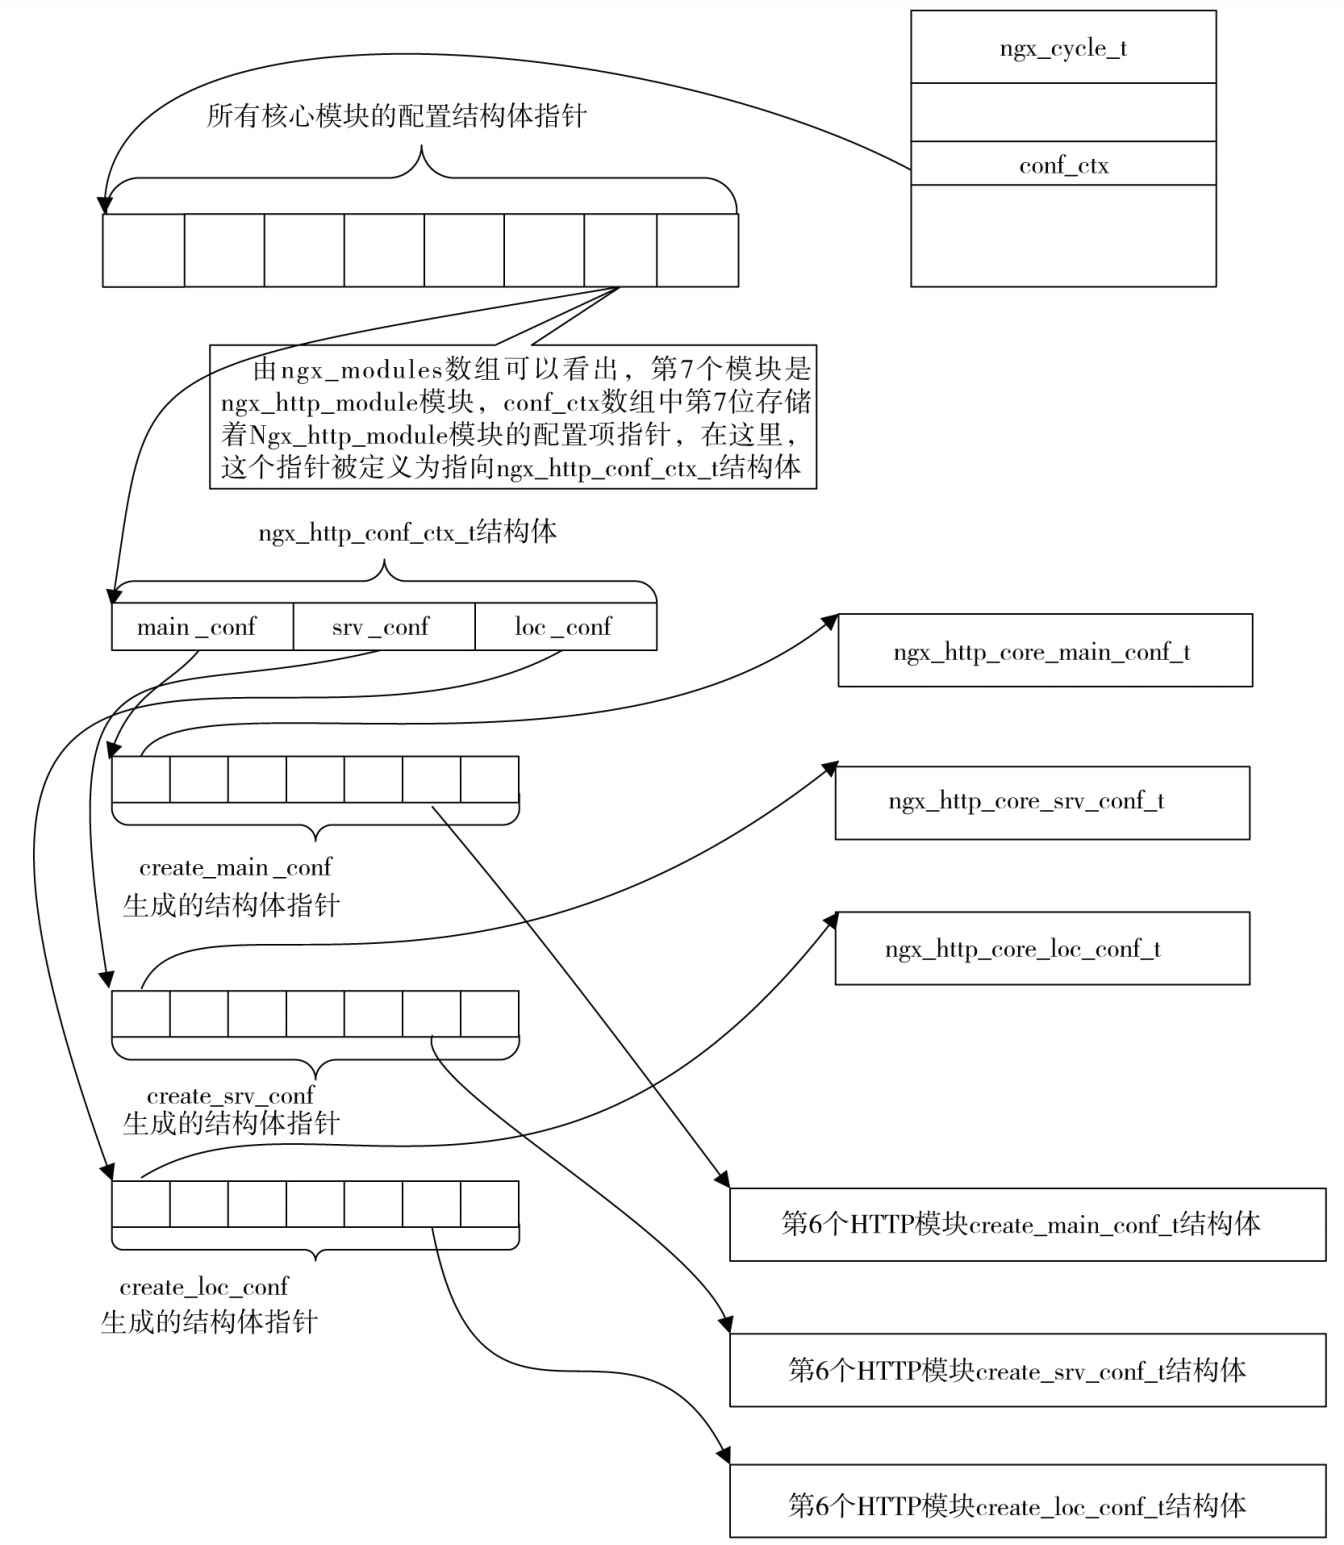 ngx_cycle_t
所有核心模块的配置结构体指针
conf_ctx
由ngx_modules数组可以看出，第7个模块是
ngx_http_module模块，conf_ctx数组中第7位存储
着Ngx_http_module模块的配置项指针，在这里，
这个指针被定义为指向ngx_http_conf_ctx_t结构体
ngx_http_conf_ctx_t结构体
main_conf
srv_conf
loc_conf
ngx_http_core_main_conf_t
ngx_http_core_srv_conf_t
create_main_conf
生成的结构体指针
ngx_http_core_loc_conf_t
create_srv_conf
生成的结构体指针
第6个HTTP模块create_main_conf_t结构体
create_loc_conf
生成的结构体指针
第6个HTTP模块create_srv_conf_t结构体
第6个HTTP模块create_loc_conf_t结构体